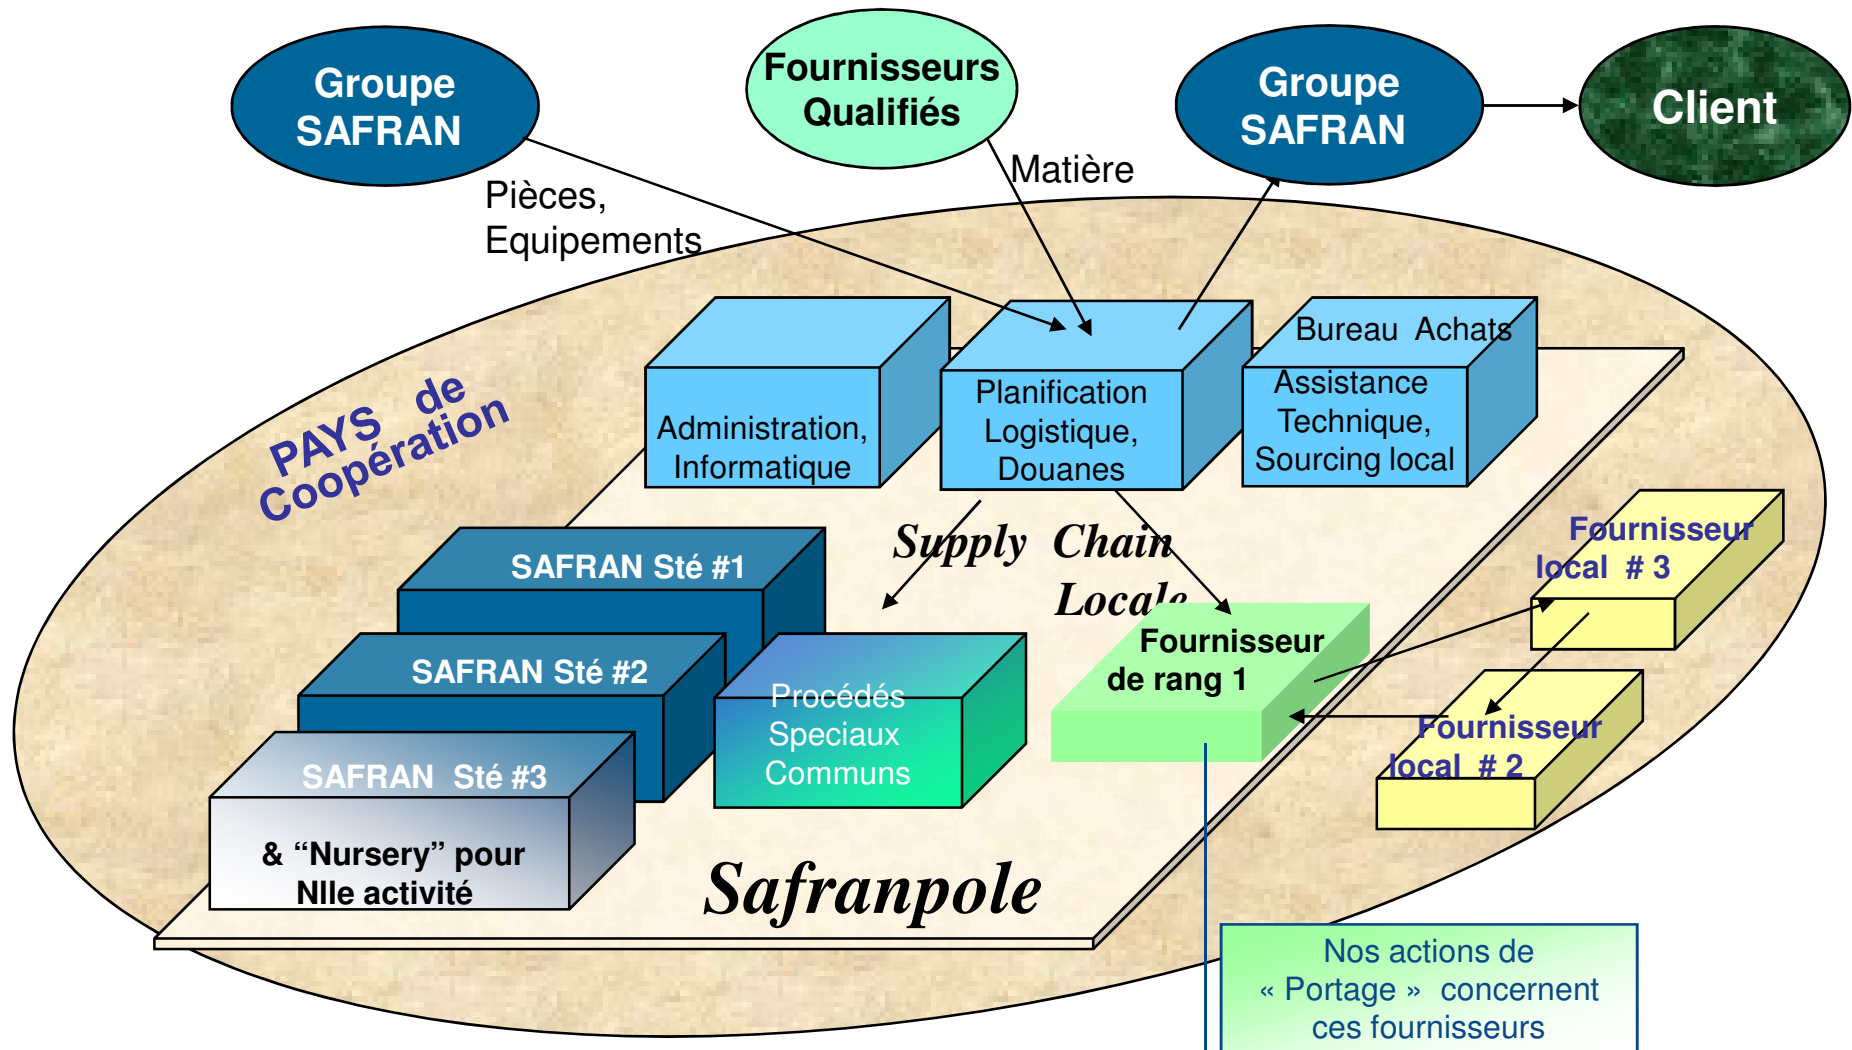 Groupe
SAFRAN
Fournisseurs
Qualifiés
Groupe
SAFRAN
Client
Pièces,
Equipements
Matière
PAYS de
Coopération
Administration,
Informatique
Planification
Logistique,
Douanes
Bureau Achats
Assistance
Technique,
Sourcing local
Supply Chain
Locale
SAFRAN Sté #1
SAFRAN Sté #2
SAFRAN Sté #3
& “Nursery” pour
Nlle activité
Procédés
Speciaux
Communs
Fournisseur
de rang 1
Fournisseur
local # 3
Fournisseur
local # 2
Safranpole
Nos actions de
« Portage » concernent
ces fournisseurs